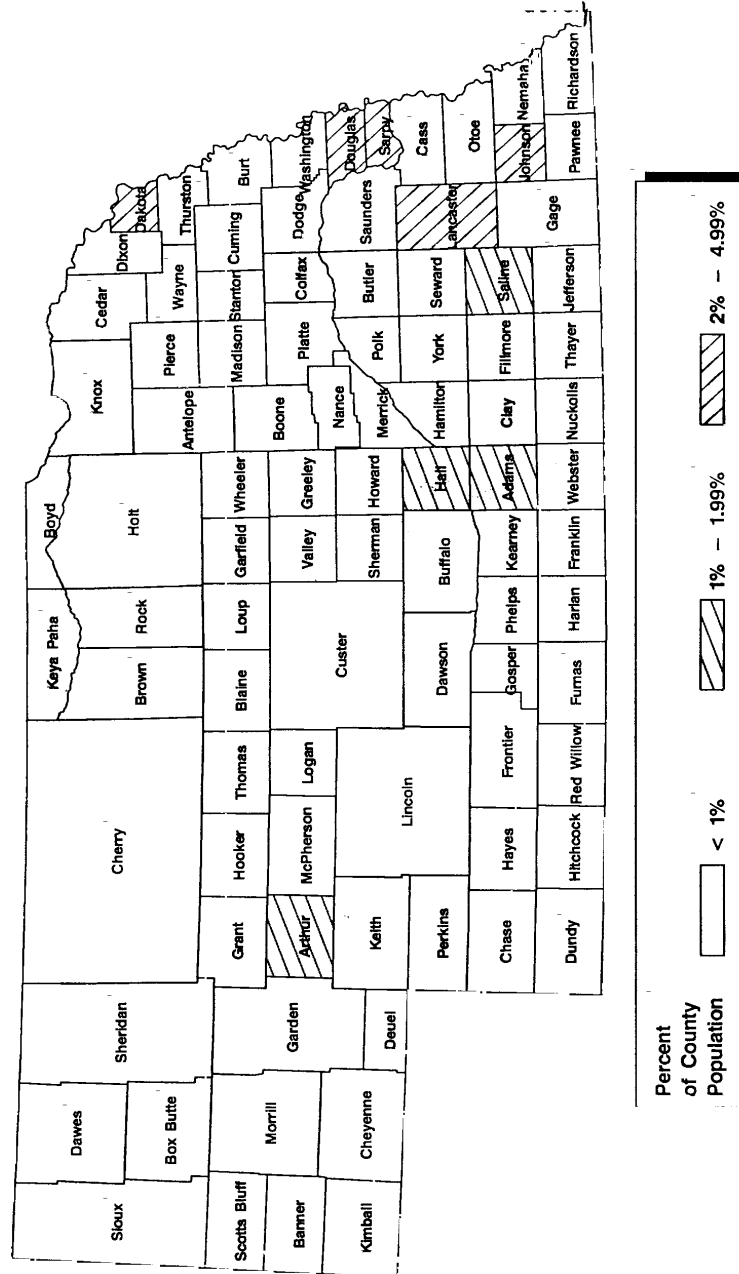 Sioux
Dawes
Box Butte
Sheridan
Cherry
Keya Paha
Boyd
Brown
Rock
Holt
Knox
Cedar
Dixon
Dakota
Antelope
Pierce
Wayne
Thurston
Scotts Bluff
Banner
Kimball
Morrill
Cheyenne
Garden
Deuel
Grant
Hooker
Thomas
Blaine
Loup
Garfield
Wheeler
Boone
Madison
Stanton
Cuming
Burt
Arthur
McPherson
Logan
Custer
Valley
Greeley
Nance
Platte
Colfax
Dodge
Washington
Keith
Lincoln
Sherman
Howard
Merrick
Polk
Butler
Saunders
Douglas
Sarpy
Perkins
Dawson
Buffalo
Hall
Hamilton
York
Seward
Lancaster
Cass
Otoe
Chase
Hayes
Frontier
Gosper
Phelps
Kearney
Adams
Clay
Fillmore
Saline
Gage
Johnson
Nemaha
Dundy
Hitchcock
Red Willow
Furnas
Harlan
Franklin
Webster
Nuckolls
Thayer
Jefferson
Pawnee
Richardson
Percent
of County
Population
< 1%
1% - 1.99%
2% - 4.99%